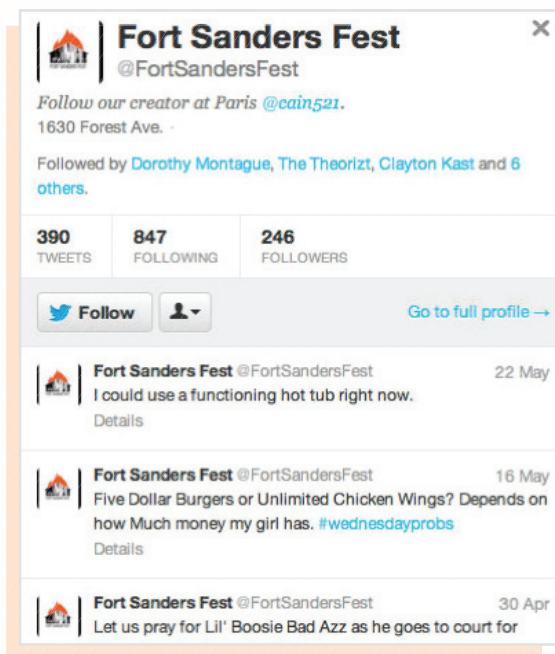 Fort Sanders Fest
@FortSandersFest
Follow our creator at Paris @cain521.
1630 Forest Ave. ·
Followed by Dorothy Montague, The Theorizt, Clayton Kast and 6
others.
390 847 246
TWEETS FOLLOWING FOLLOWERS
Follow Go to full profile →
Fort Sanders Fest @FortSandersFest 22 May
I could use a functioning hot tub right now.
Details
Fort Sanders Fest @FortSandersFest 16 May
Five Dollar Burgers or Unlimited Chicken Wings? Depends on
how Much money my girl has. #wednesdayprobs
Details
Fort Sanders Fest @FortSandersFest 30 Apr
Let us pray for Lil' Boosie Bad Azz as he goes to court for